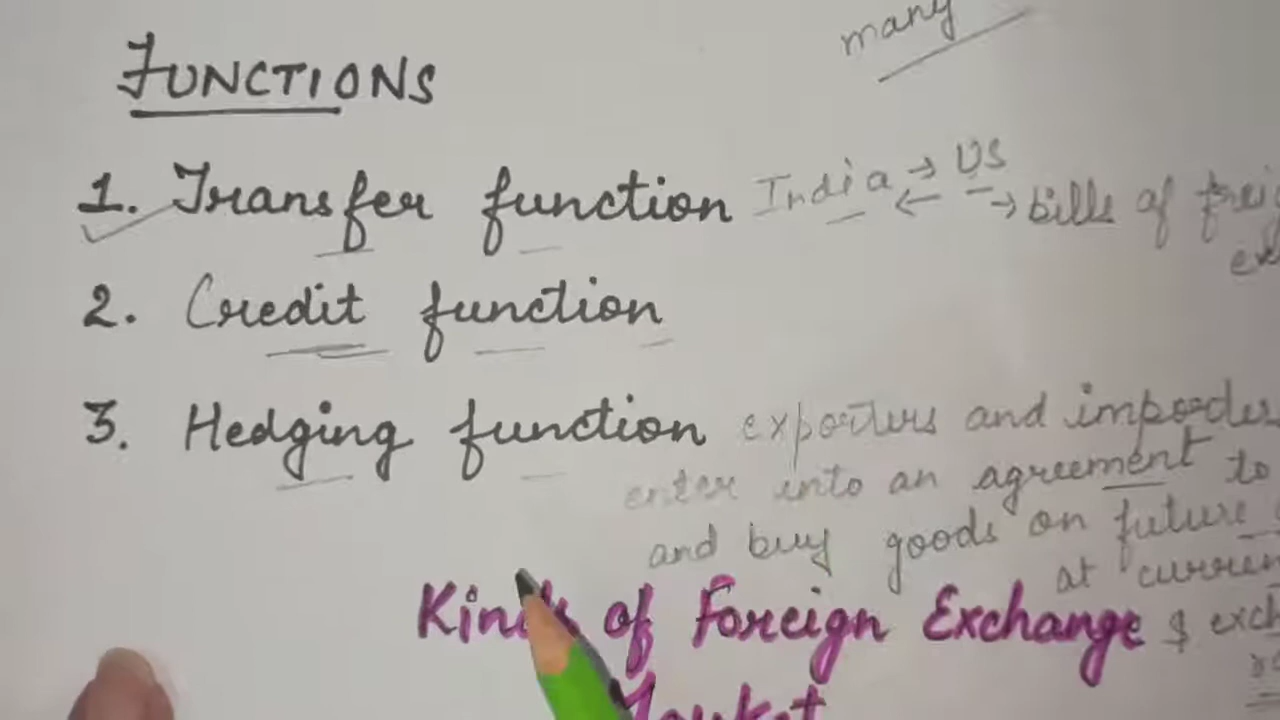 many
FUNCTIONS
1. Transfer function India → US
← → bills of
2. Credit function
3. Hedging function exporters and
enter into an agreement to
and buy goods on future
at
Kinds of Foreign Exchange &